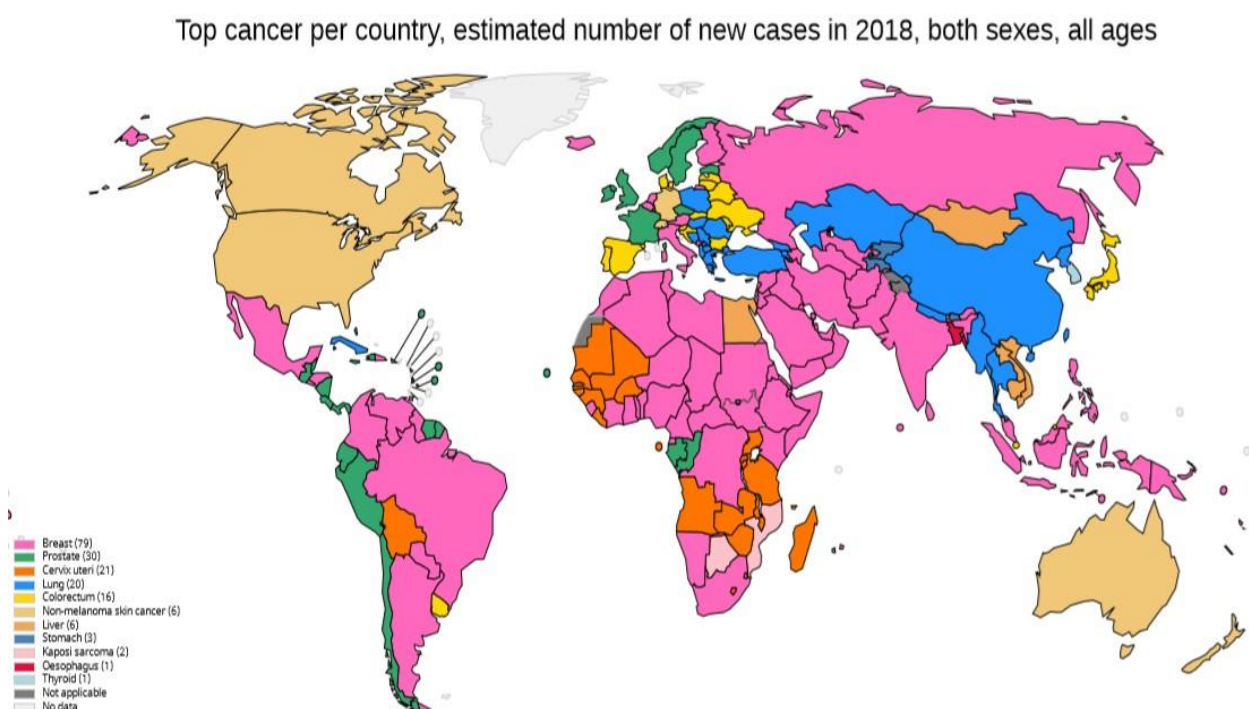 Top cancer per country, estimated number of new cases in 2018, both sexes, all ages
Breast (79)
Prostate (30)
Cervix uteri (21)
Lung (20)
Colorectum (16)
Non-melanoma skin cancer (6)
Liver (6)
Stomach (3)
Kaposi sarcoma (2)
Oesophagus (1)
Thyroid (1)
Not applicable
No data